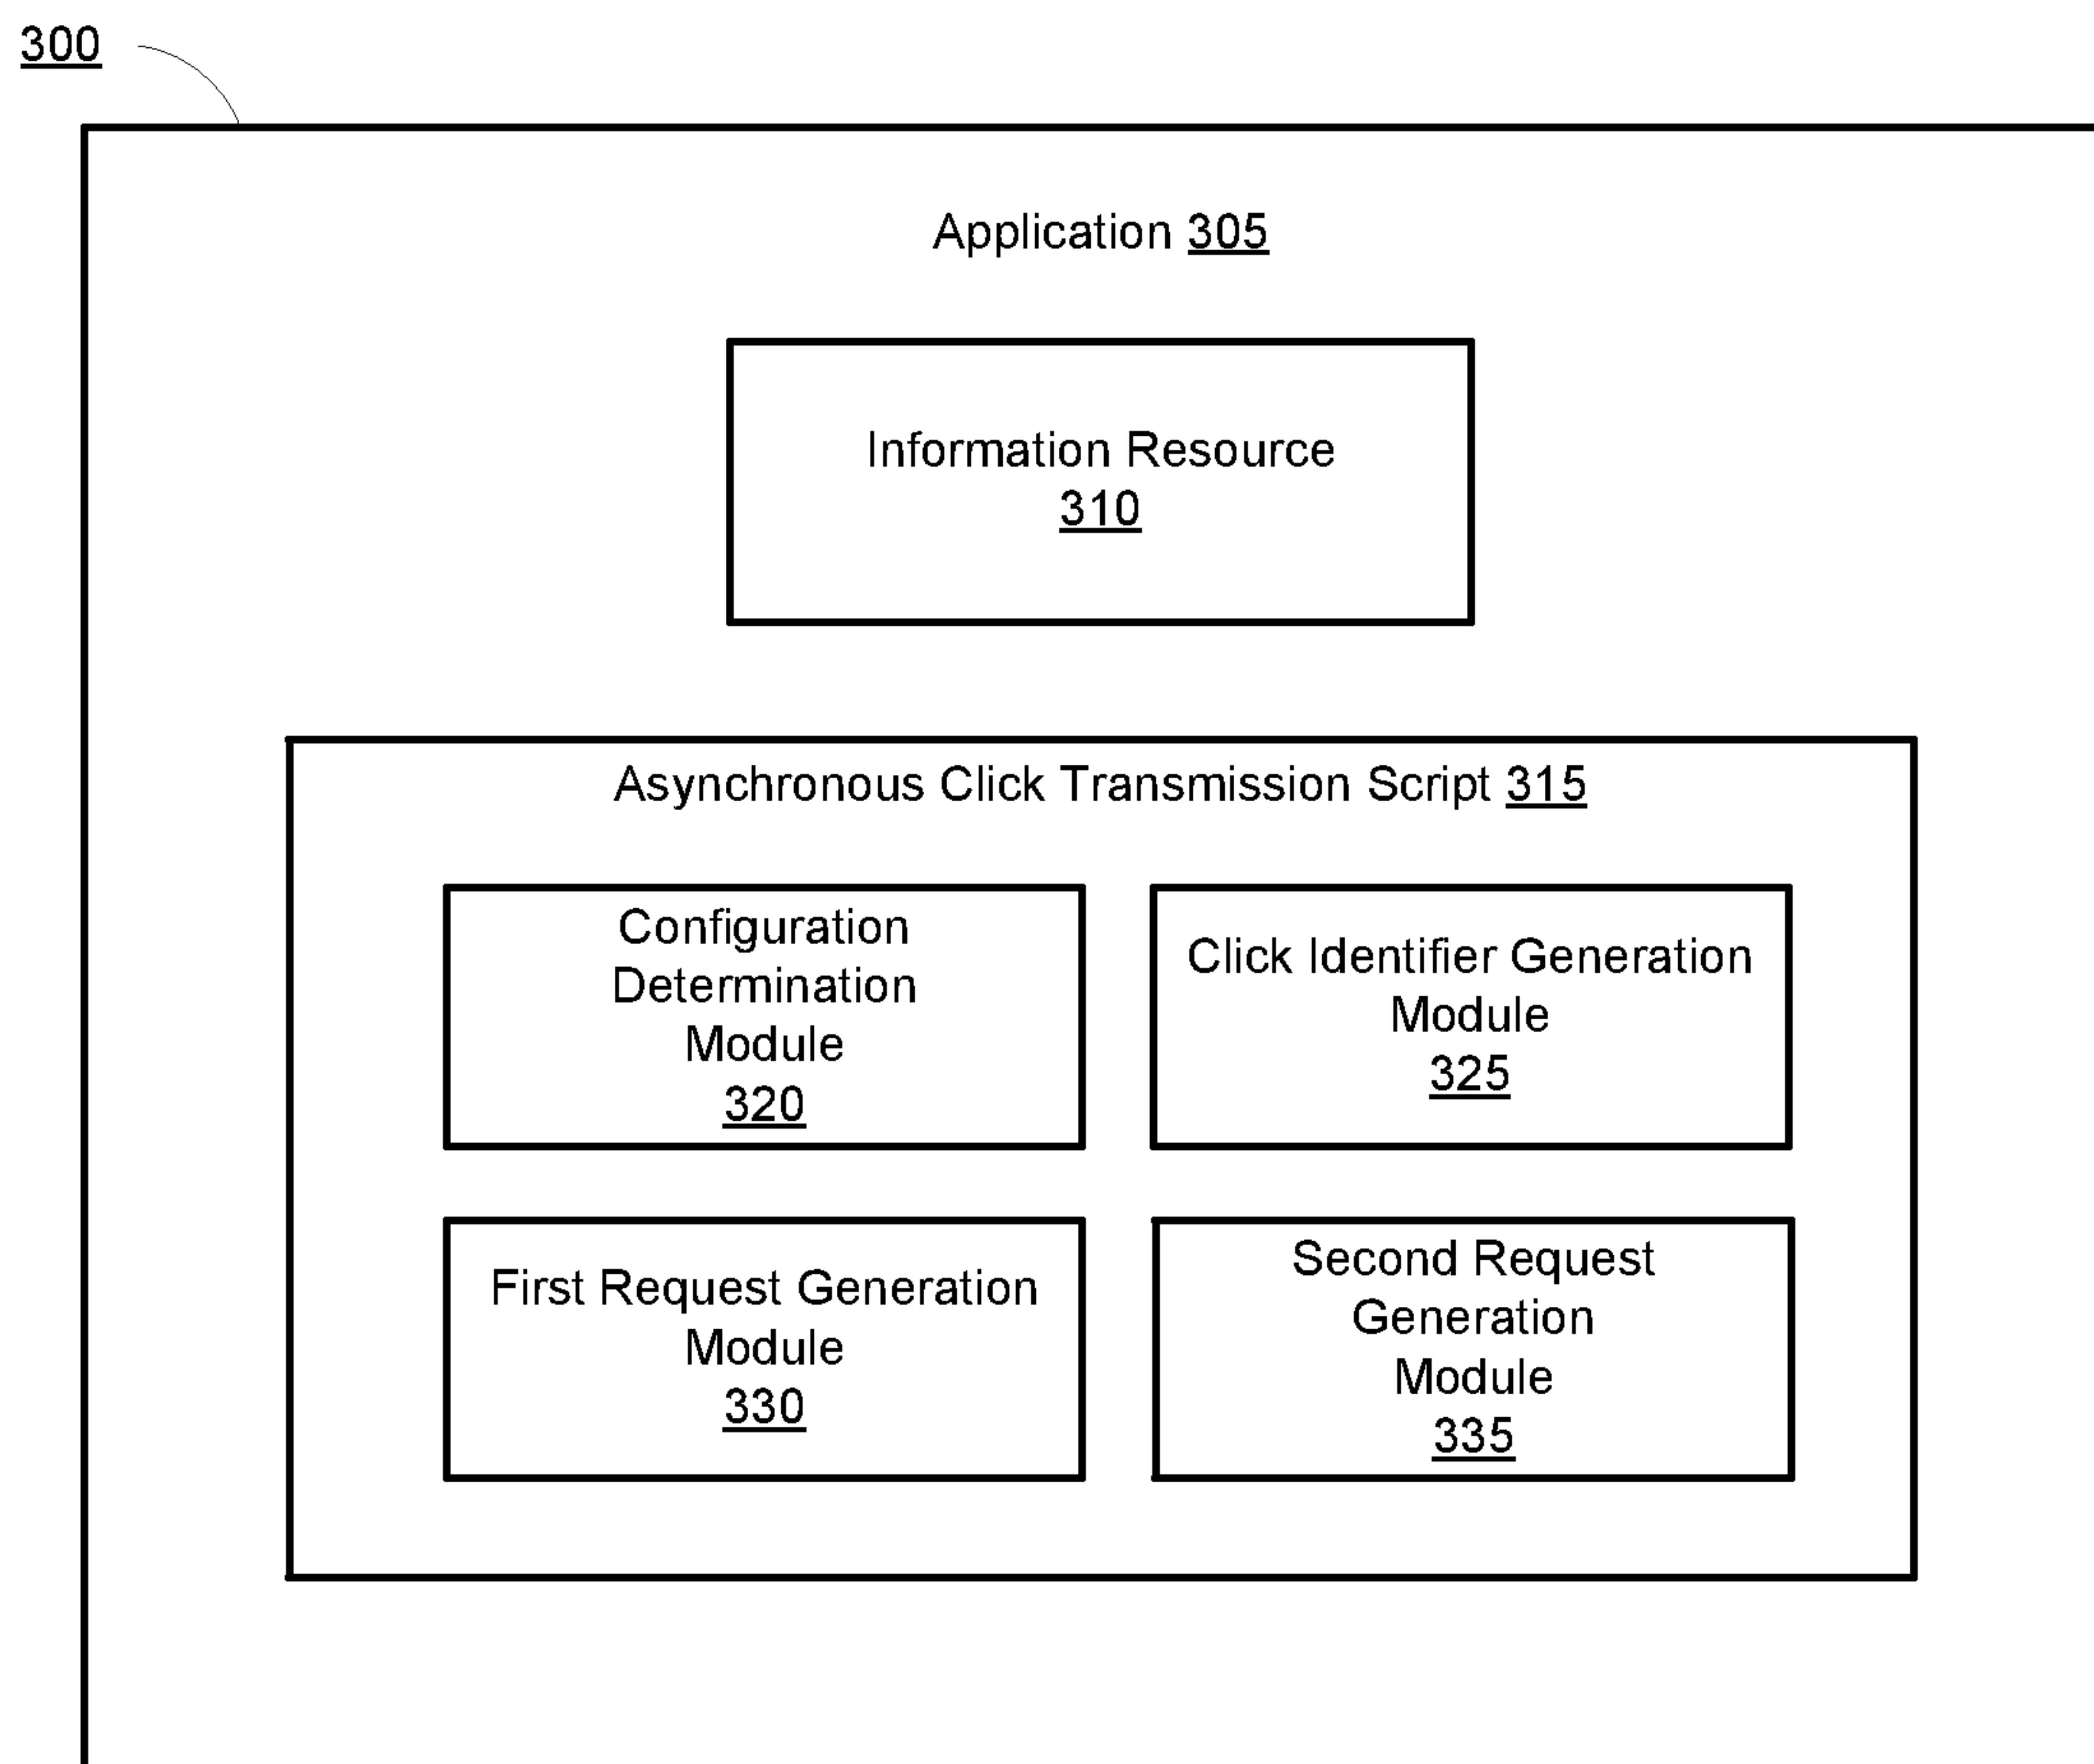 300
Application 305
Information Resource
310
Asynchronous Click Transmission Script 315
Configuration
Determination
Module
320
Click Identifier Generation
Module
325
First Request Generation
Module
330
Second Request
Generation
Module
335